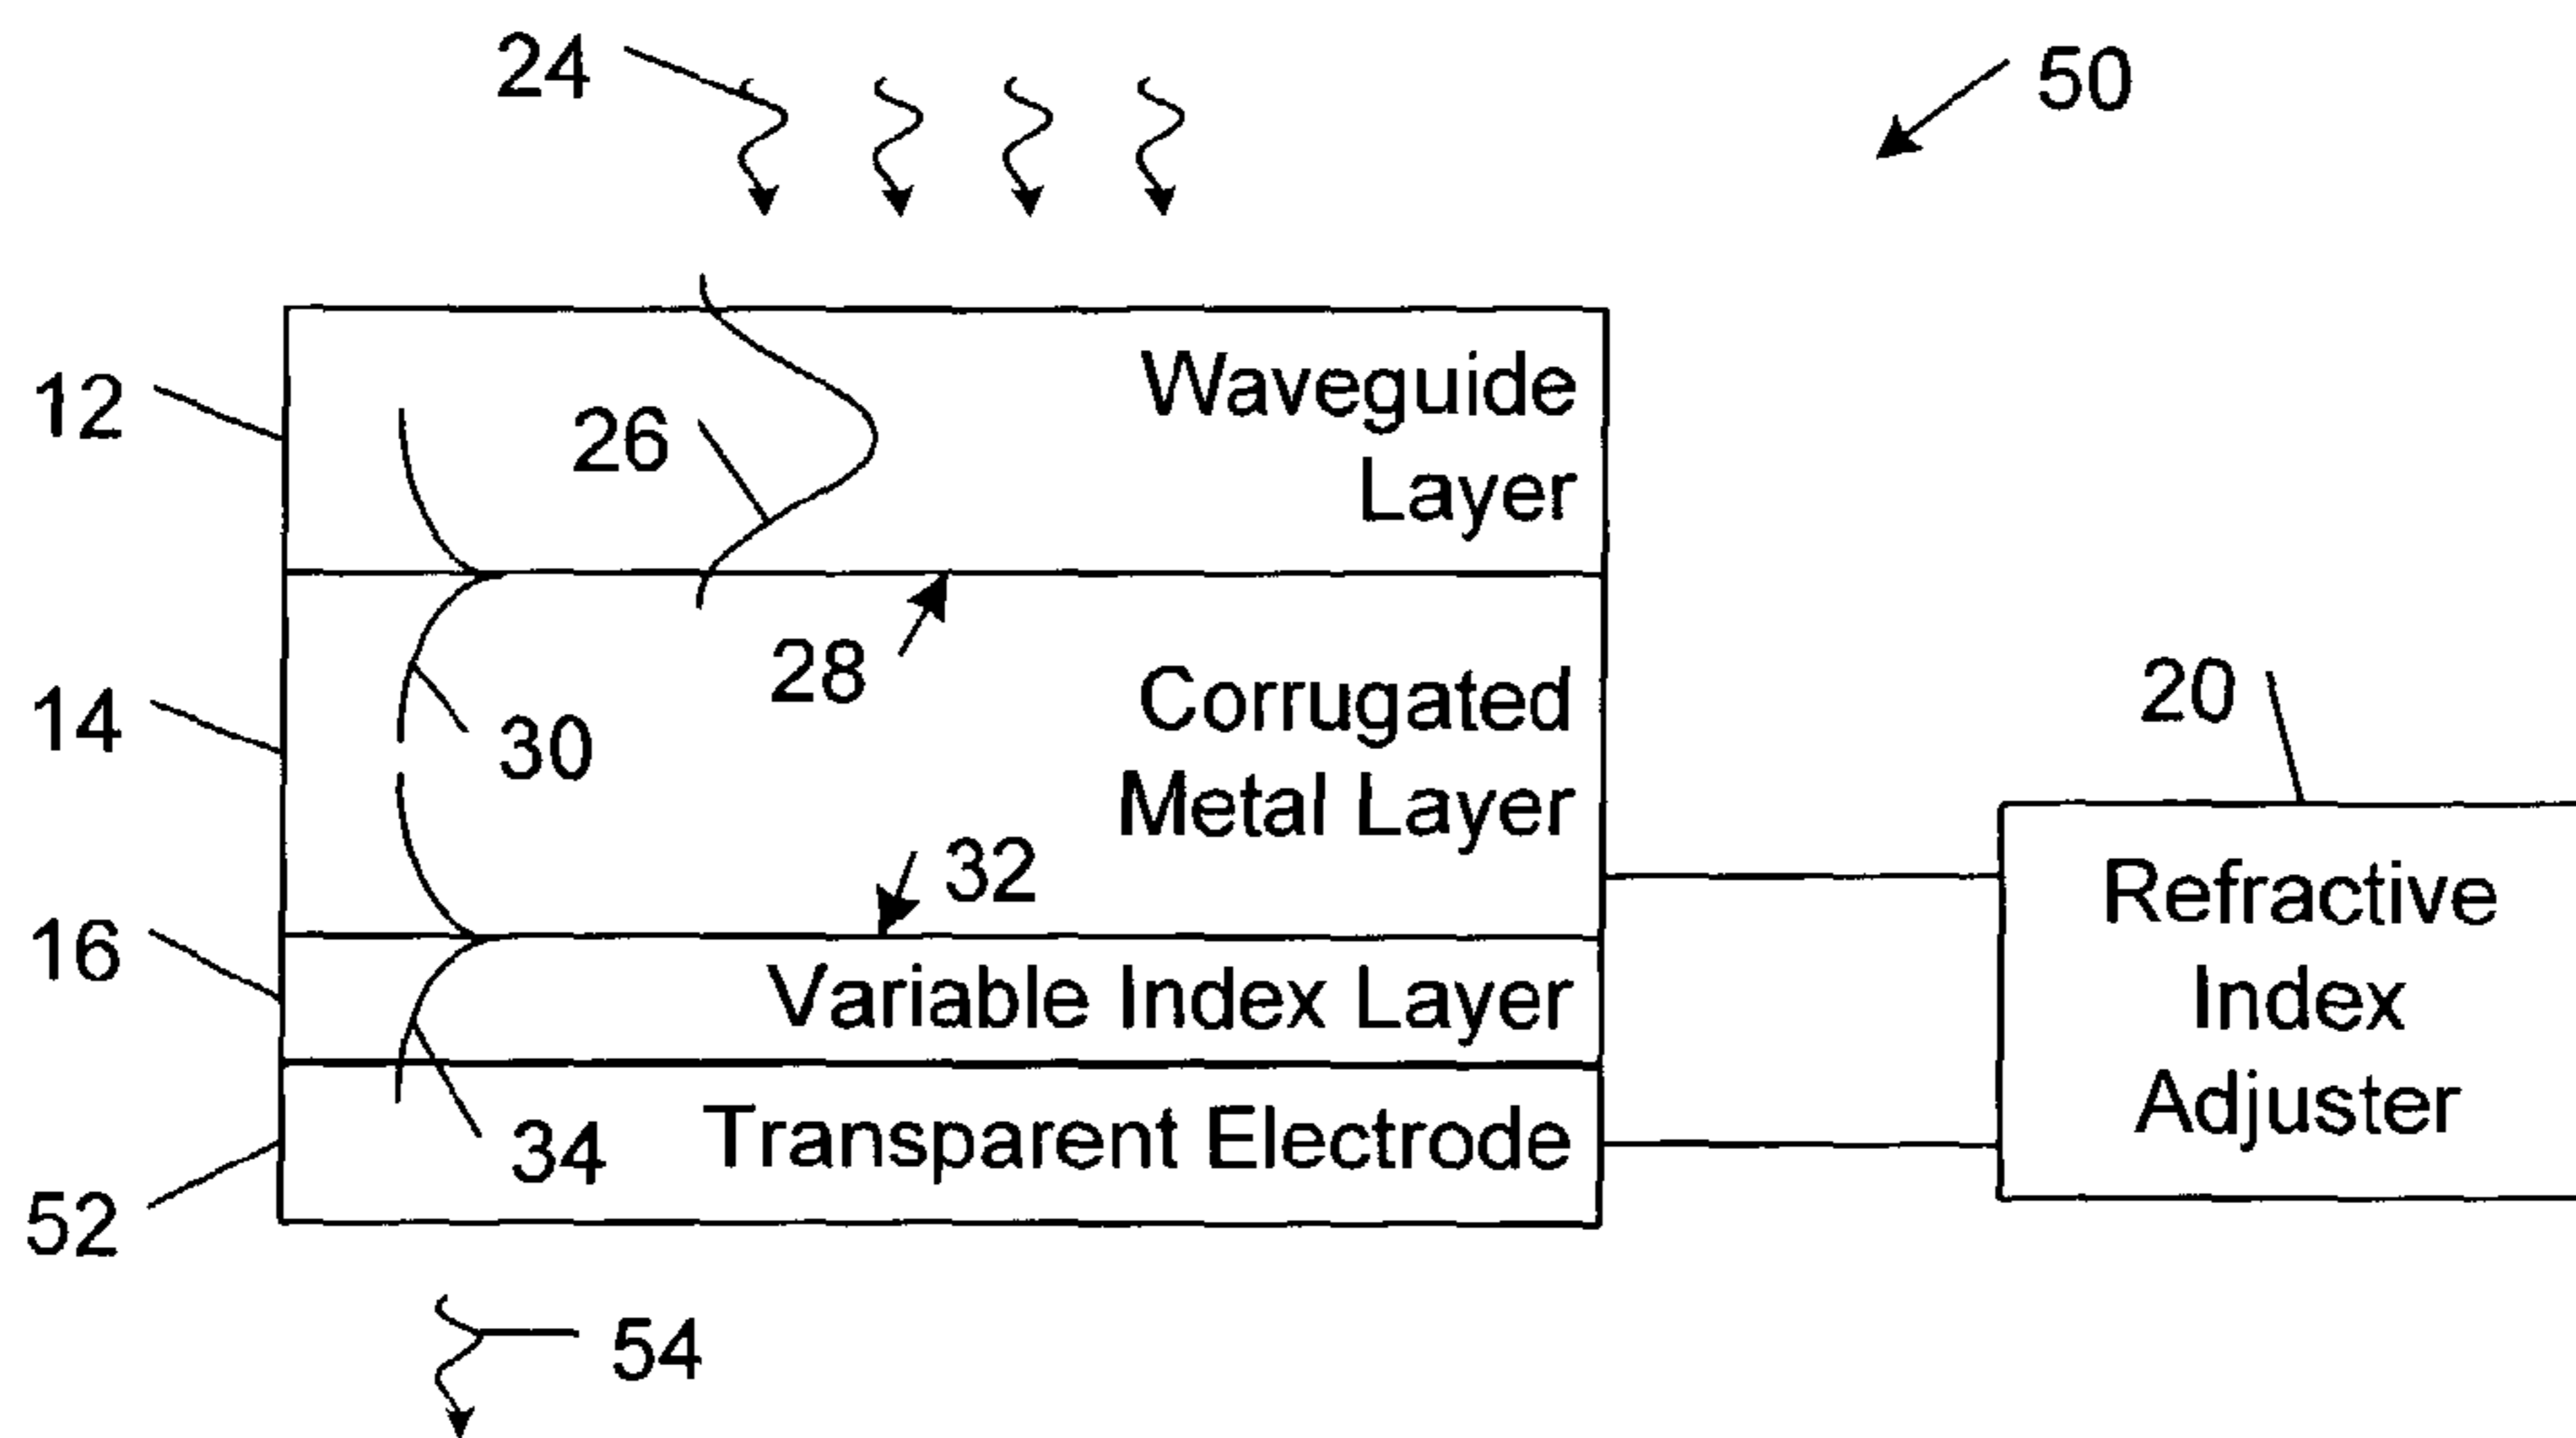 24
50
Waveguide
Layer
12
26
28
Corrugated
Metal Layer
14
30
20
32
Refractive
Index
Adjuster
16
Variable Index Layer
34
Transparent Electrode
52
54